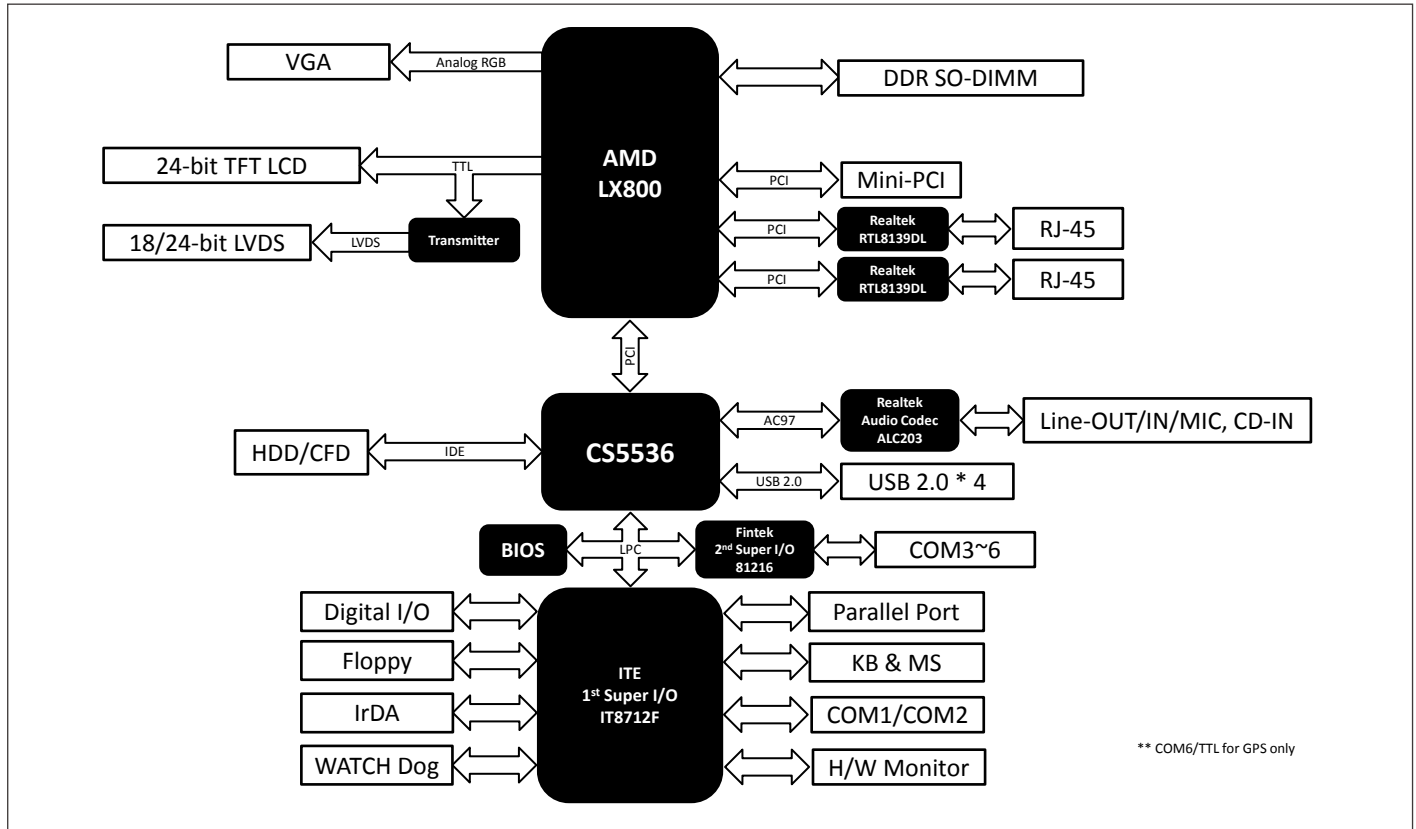 VGA
Analog RGB
DDR SO-DIMM
AMD
LX800
24-bit TFT LCD
TTL
PCI
Mini-PCI
18/24-bit LVDS
LVDS
Transmitter
PCI
Realtek
RTL8139DL
RJ-45
PCI
Realtek
RTL8139DL
RJ-45
PCI
CS5536
HDD/CFD
IDE
AC97
Realtek
Audio Codec
ALC203
Line-OUT/IN/MIC, CD-IN
USB 2.0
USB 2.0 * 4
BIOS
LPC
Fintek
2nd Super I/O
81216
COM3~6
Digital I/O
Floppy
IrDA
WATCH Dog
ITE
1st Super I/O
IT8712F
Parallel Port
KB & MS
COM1/COM2
H/W Monitor
** COM6/TTL for GPS only